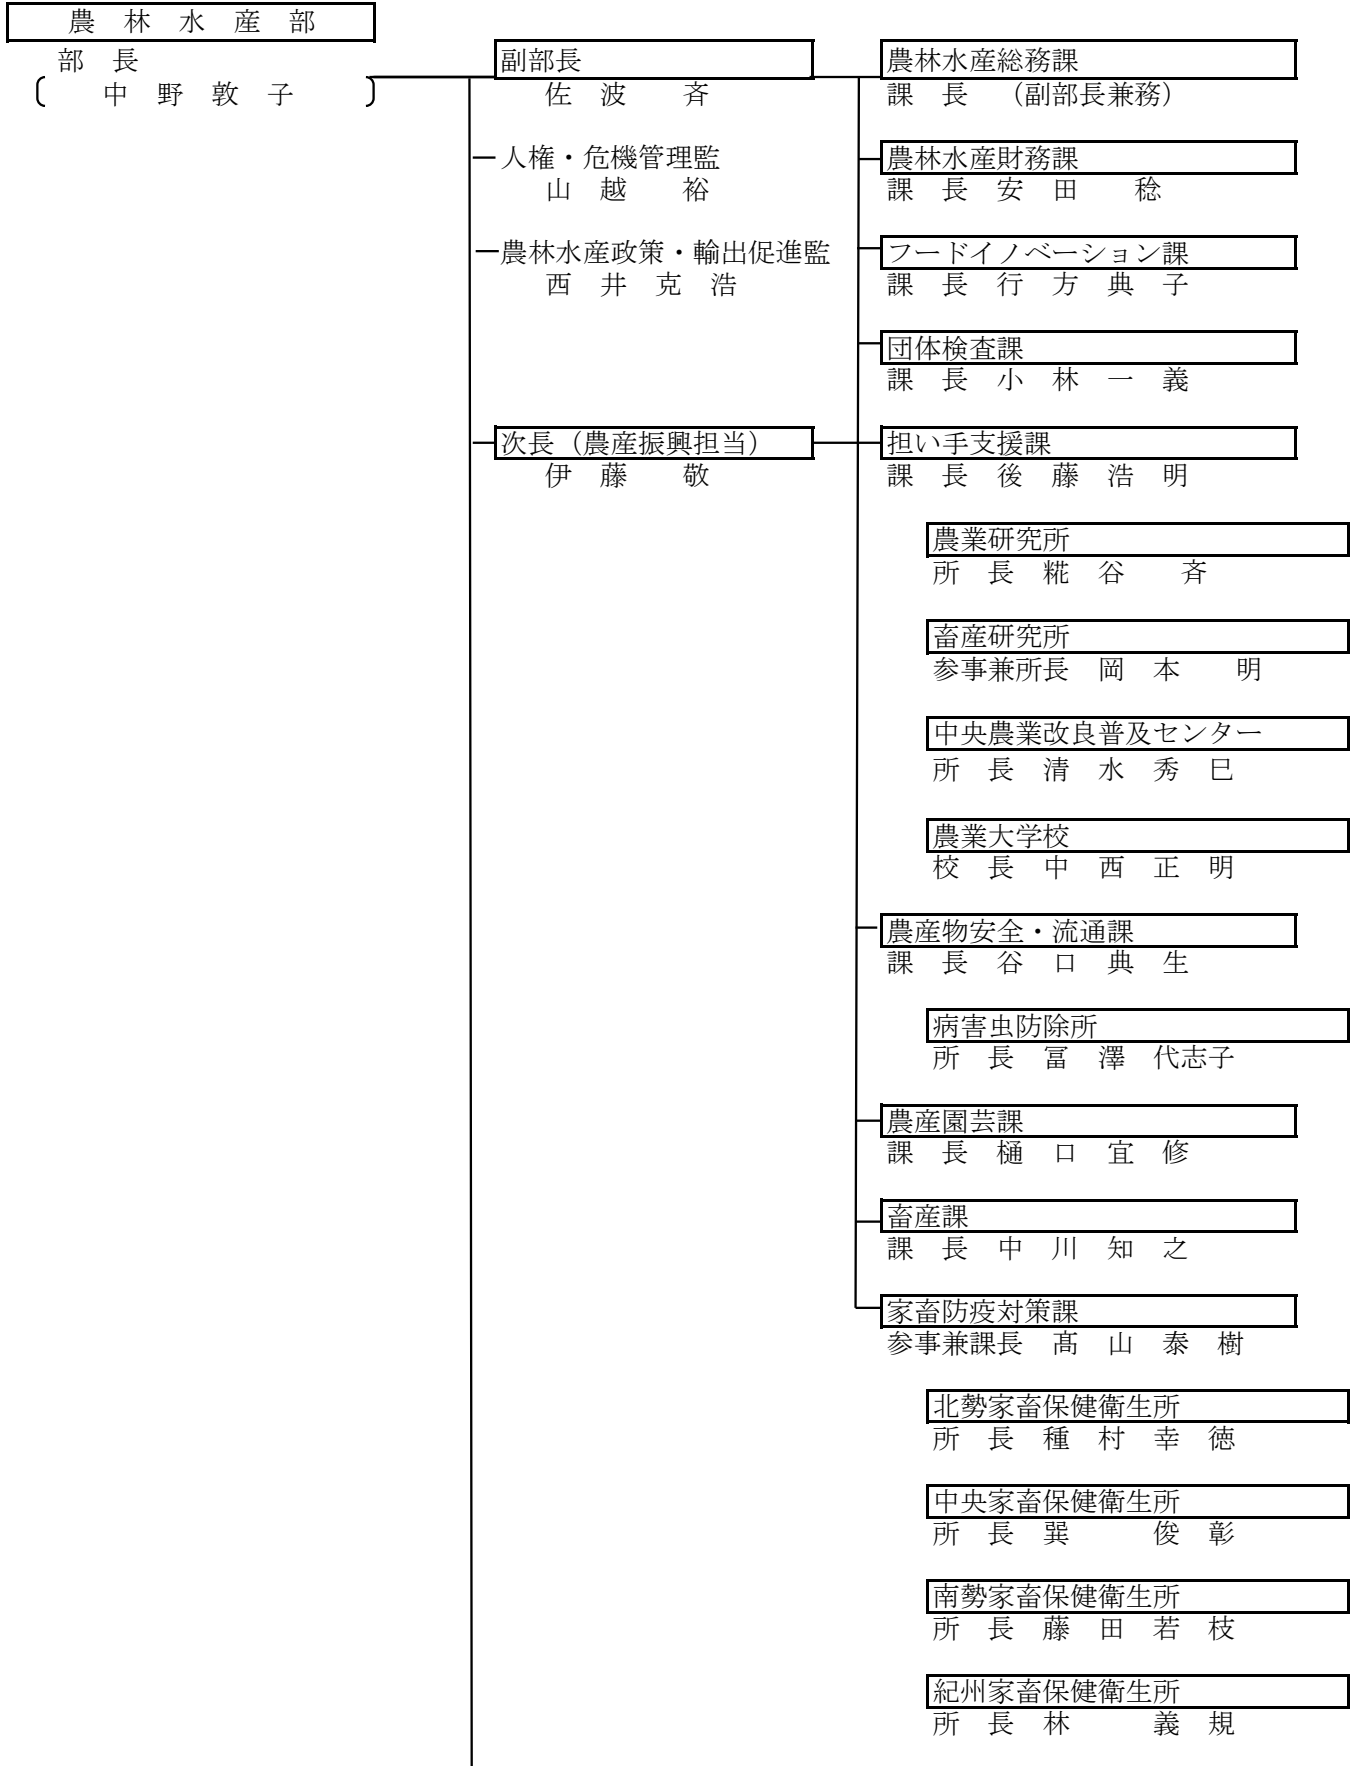 農 林 水 産 部
部 長
〔 中 野 敦 子 〕
副部長
佐 波 斉
人権・危機管理監
山 越 裕
農林水産政策・輸出促進監
西 井 克 浩
次長（農産振興担当）
伊 藤 敬
農林水産総務課
課 長 （副部長兼務）
農林水産財務課
課 長 安 田 稔
フードイノベーション課
課 長 行 方 典 子
団体検査課
課 長 小 林 一 義
担い手支援課
課 長 後 藤 浩 明
農業研究所
所 長 糀 谷 斉
畜産研究所
参事兼所長 岡 本 明
中央農業改良普及センター
所 長 清 水 秀 巳
農業大学校
校 長 中 西 正 明
農産物安全・流通課
課 長 谷 口 典 生
病害虫防除所
所 長 冨 澤 代志子
農産園芸課
課 長 樋 口 宜 修
畜産課
課 長 中 川 知 之
家畜防疫対策課
参事兼課長 髙 山 泰 樹
北勢家畜保健衛生所
所 長 種 村 幸 徳
中央家畜保健衛生所
所 長 巽 俊 彰
南勢家畜保健衛生所
所 長 藤 田 若 枝
紀州家畜保健衛生所
所 長 林 義 規